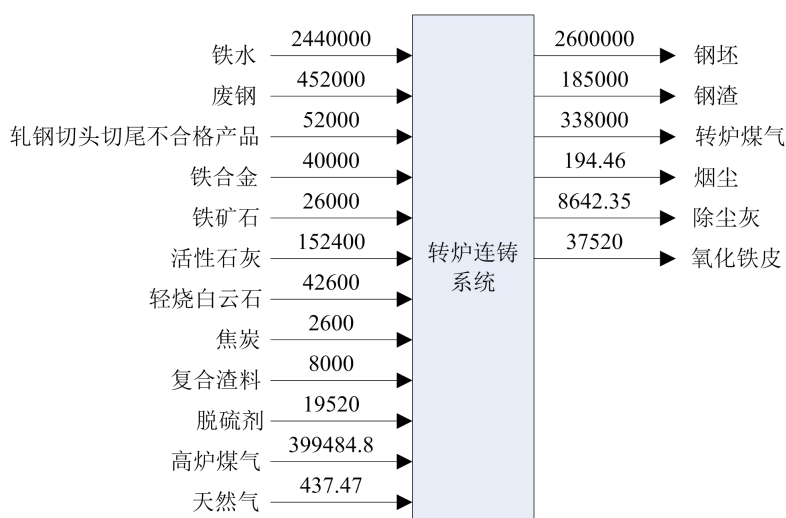 铁水 2440000
废钢 452000
轧钢切头切尾不合格产品 52000
铁合金 40000
铁矿石 26000
活性石灰 152400
轻烧白云石 42600
焦炭 2600
复合渣料 8000
脱硫剂 19520
高炉煤气 399484.8
天然气 437.47
转炉连铸
系统
2600000 钢坯
185000 钢渣
338000 转炉煤气
194.46 烟尘
8642.35 除尘灰
37520 氧化铁皮